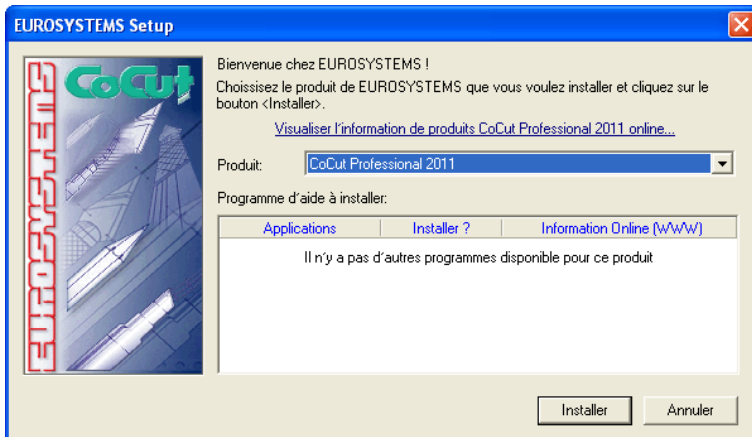 EUROSYSTEMS Setup
EUROSYSTEMS
CoCut
Bienvenue chez EUROSYSTEMS !
Choissisez le produit de EUROSYSTEMS que vous voulez installer et cliquez sur le
bouton <Installer>.
Visualiser l'information de produits CoCut Professional 2011 online...
Produit: CoCut Professional 2011
Programme d'aide à installer:
Applications Installer ? Information Online (WWW)
Il n'y a pas d'autres programmes disponible pour ce produit
Installer Annuler